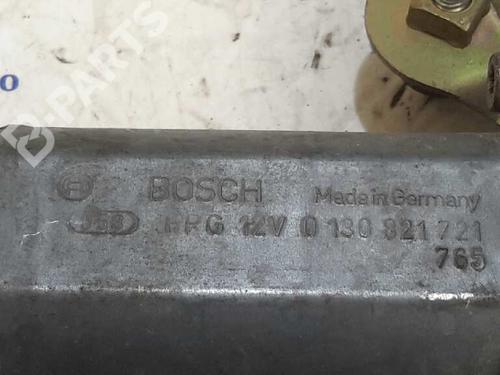 BOSCH Made in Germany
12V 0 130 821 721
765
B-PARTS